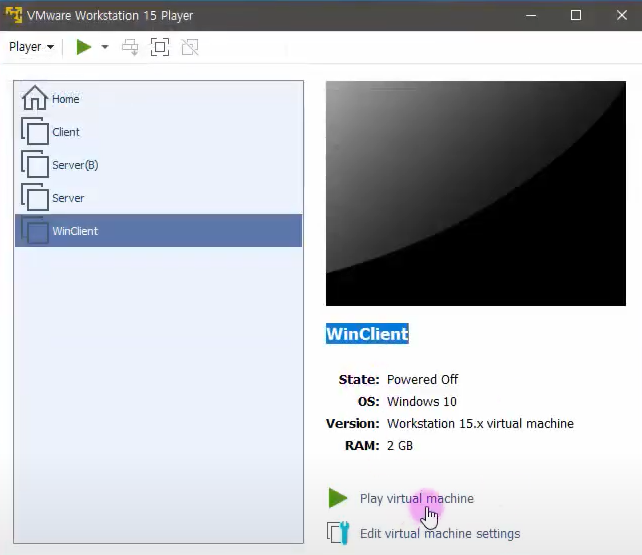 VMware Workstation 15 Player
Player
Home
Client
Server(B)
Server
WinClient
WinClient
State: Powered Off
OS: Windows 10
Version: Workstation 15.x virtual machine
RAM: 2 GB
Play virtual machine
Edit virtual machine settings